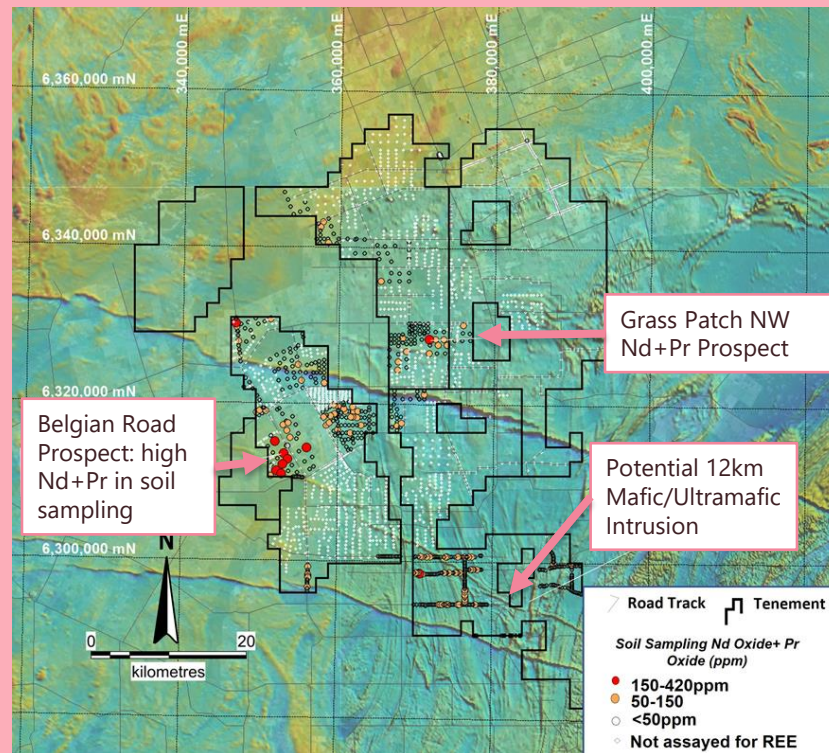 340,000 mE
360,000 mE
380,000 mE
400,000 mE
6,360,000 mN
6,340,000 mN
6,320,000 mN
6,300,000 mN
Grass Patch NW
Nd+Pr Prospect
Belgian Road
Prospect: high
Nd+Pr in soil
sampling
Potential 12km
Mafic/Ultramafic
Intrusion
N
0 20
kilometres
Road Track Tenement
Soil Sampling Nd Oxide+ Pr
Oxide (ppm)
150-420ppm
50-150
<50ppm
Not assayed for REE